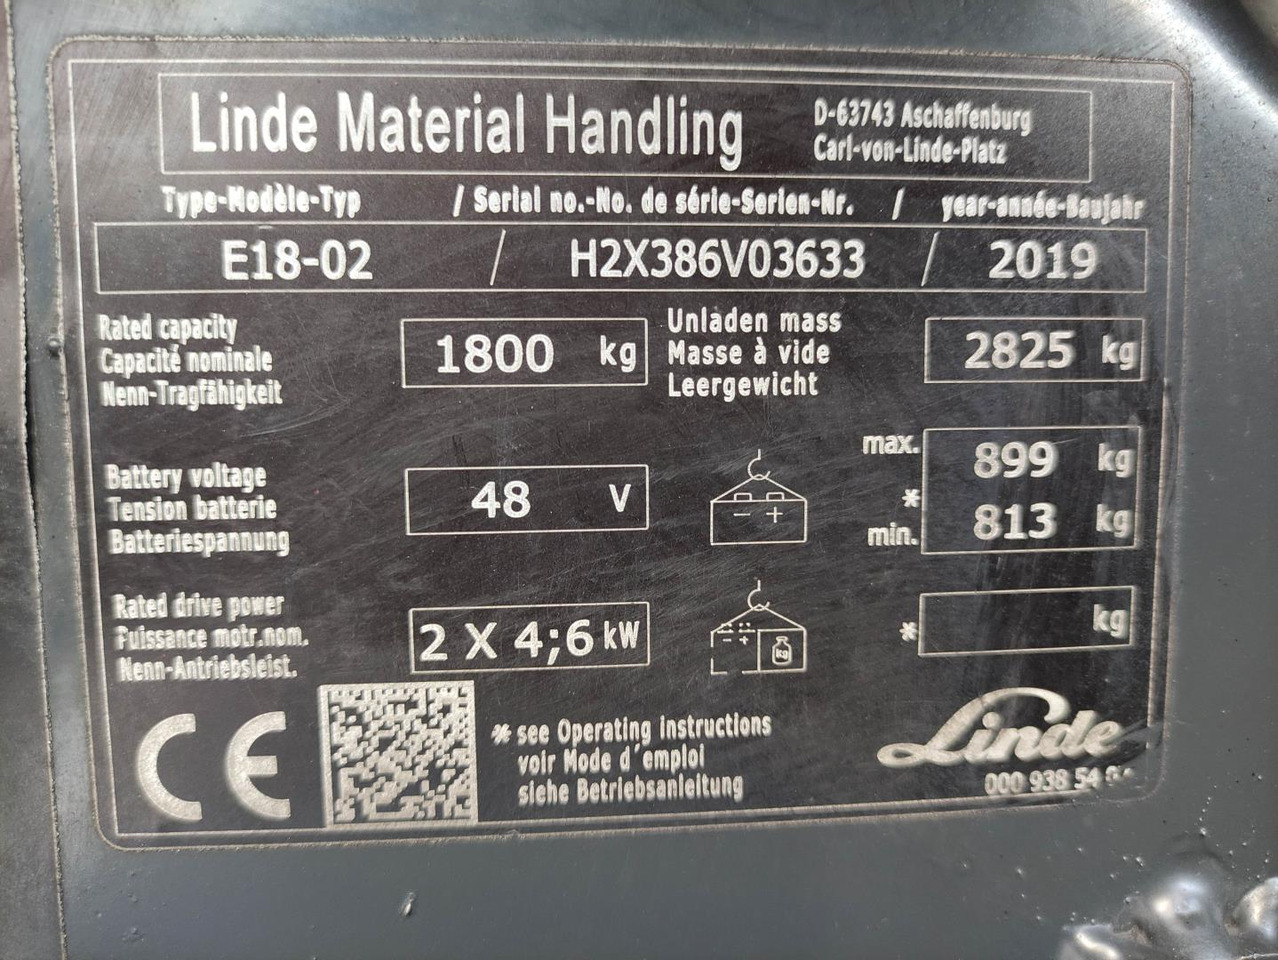 Linde Material Handling
D-63743 Aschaffenburg
Carl-von-Linde-Platz
Type-Modèle-Typ / Serial no.-No. de série-Serien-Nr. / year-année-Baujahr
E18-02 / H2X386V03633 / 2019
Rated capacity
Capacité nominale
Nenn-Tragfähigkeit
1800 kg
Unladen mass
Masse à vide
Leergewicht
2825 kg
Battery voltage
Tension batterie
Batteriespannung
48 V
- +
max. 899 kg
*
min. 813 kg
Rated drive power
Puissance motr.nom.
Nenn-Antriebsleist.
2 X 4;6 kW
- + kg
* kg
CE
* see Operating instructions
voir Mode d'emploi
siehe Betriebsanleitung
Linde
000 938 54